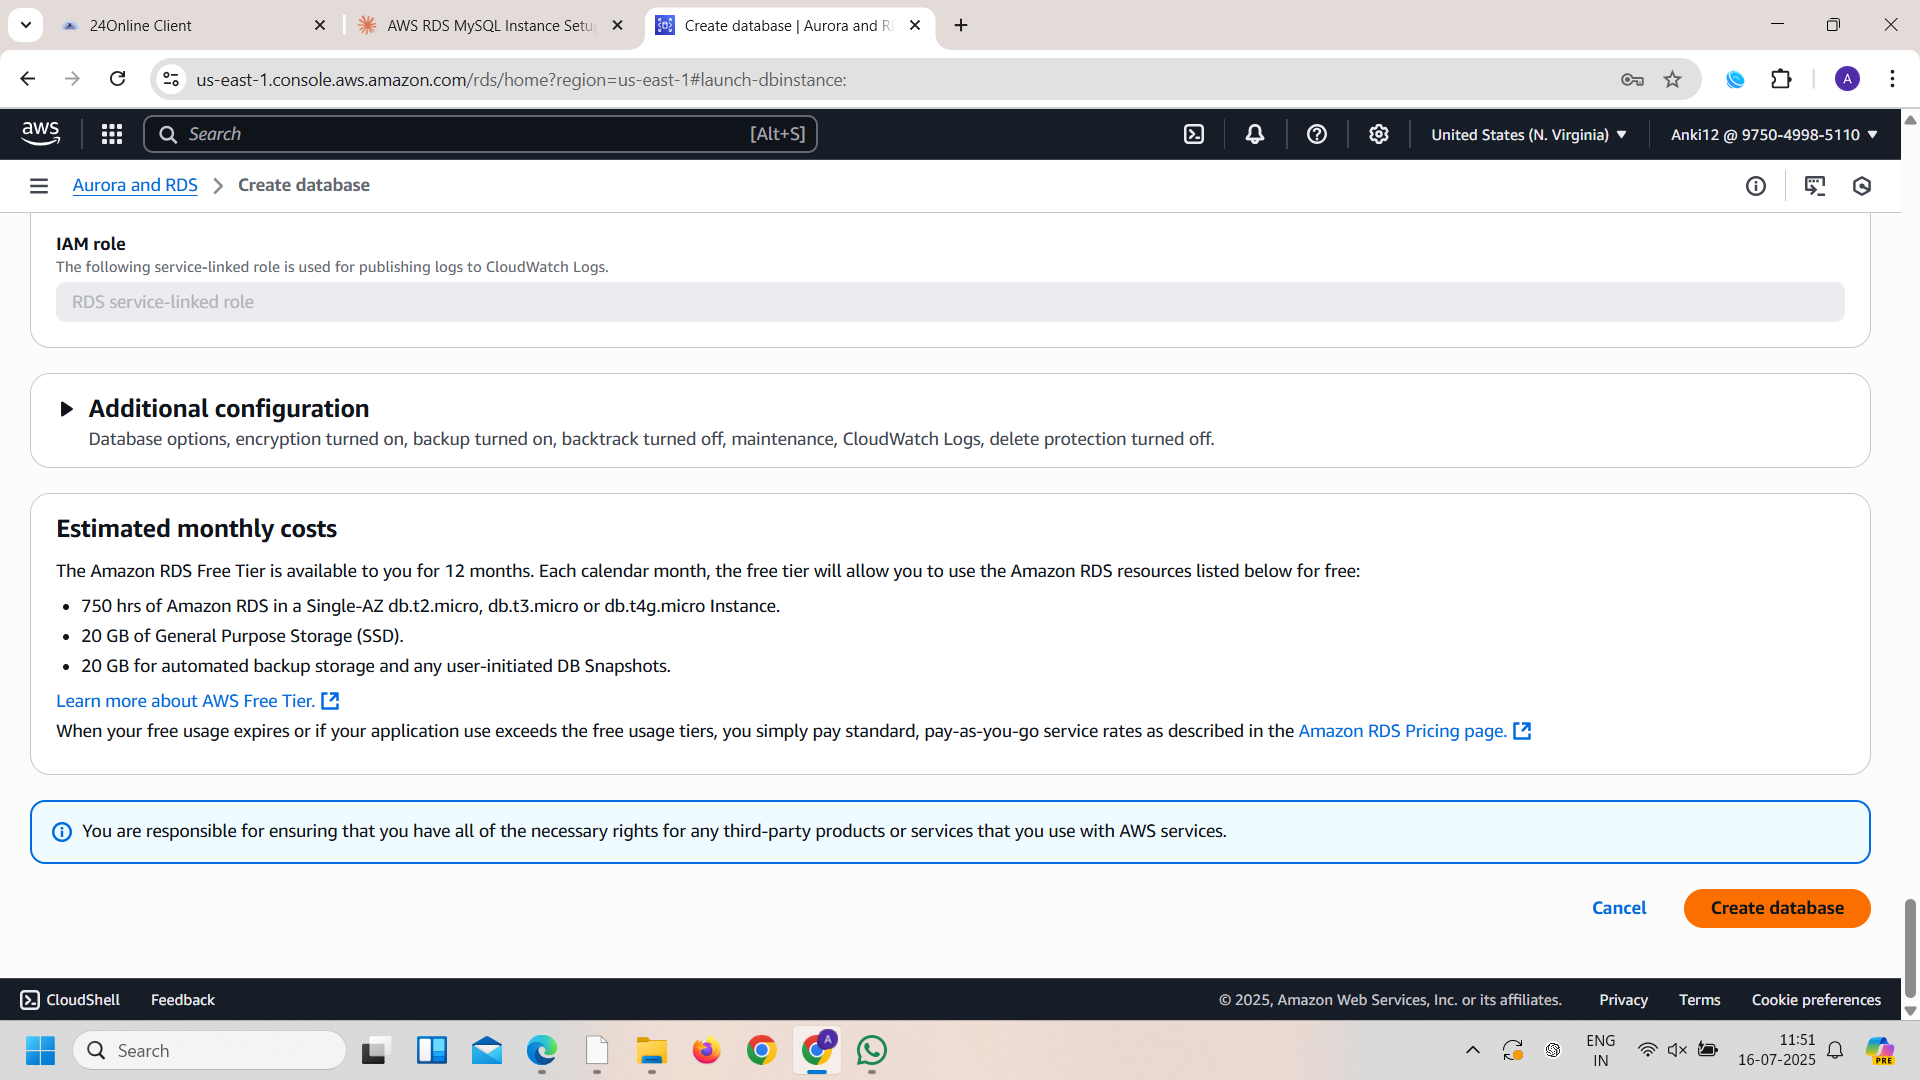 24Online Client
AWS RDS MySQL Instance Setu
Create database | Aurora and R
us-east-1.console.aws.amazon.com/rds/home?region=us-east-1#launch-dbinstance:
A
aws
Search
[Alt+S]
United States (N. Virginia)
Anki12 @ 9750-4998-5110
Aurora and RDS
Create database
IAM role
The following service-linked role is used for publishing logs to CloudWatch Logs.
RDS service-linked role
Additional configuration
Database options, encryption turned on, backup turned on, backtrack turned off, maintenance, CloudWatch Logs, delete protection turned off.
Estimated monthly costs
The Amazon RDS Free Tier is available to you for 12 months. Each calendar month, the free tier will allow you to use the Amazon RDS resources listed below for free:
• 750 hrs of Amazon RDS in a Single-AZ db.t2.micro, db.t3.micro or db.t4g.micro Instance.
• 20 GB of General Purpose Storage (SSD).
• 20 GB for automated backup storage and any user-initiated DB Snapshots.
Learn more about AWS Free Tier.
When your free usage expires or if your application use exceeds the free usage tiers, you simply pay standard, pay-as-you-go service rates as described in the Amazon RDS Pricing page.
You are responsible for ensuring that you have all of the necessary rights for any third-party products or services that you use with AWS services.
Cancel
Create database
CloudShell
Feedback
© 2025, Amazon Web Services, Inc. or its affiliates.
Privacy
Terms
Cookie preferences
Search
A
ENG
IN
11:51
16-07-2025
PRE